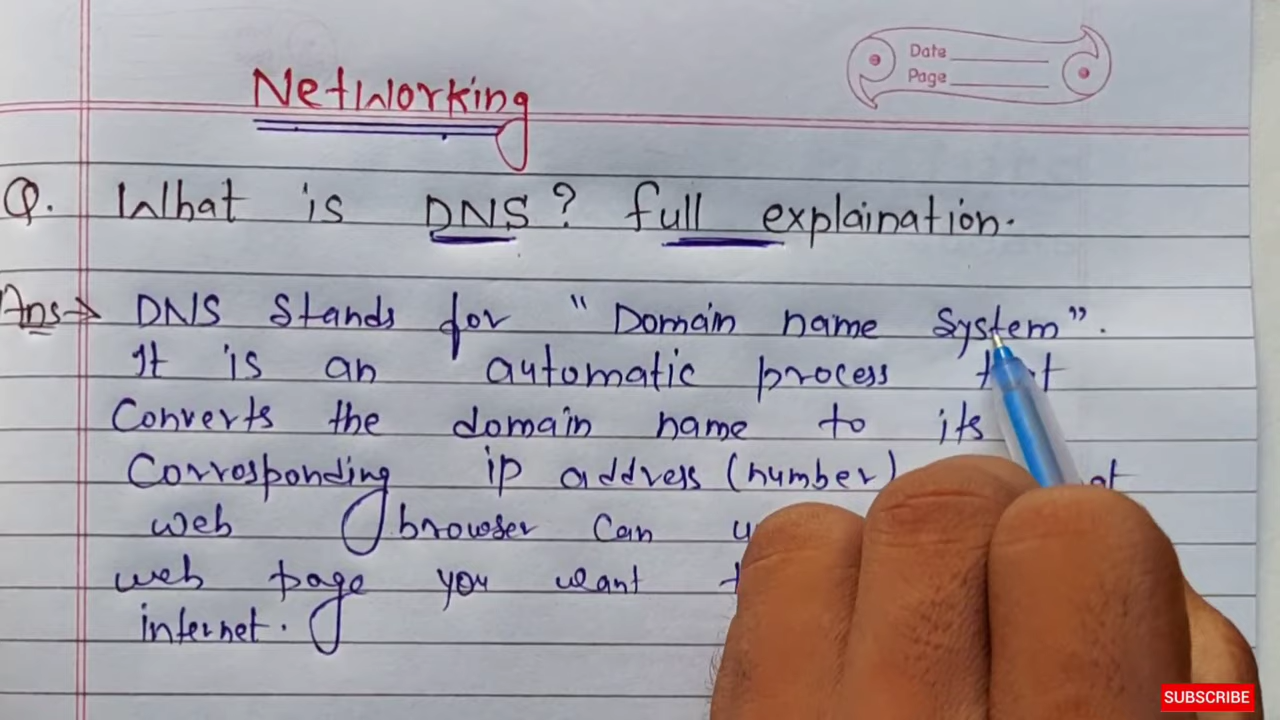 Date
Page
Networking
Q. What is DNS? full explaination.
Ans→ DNS Stands for "Domain name System".
It is an automatic process
Converts the domain name to its
Corrosponding ip address (number)
web browser can
web page you want
internet.
SUBSCRIBE